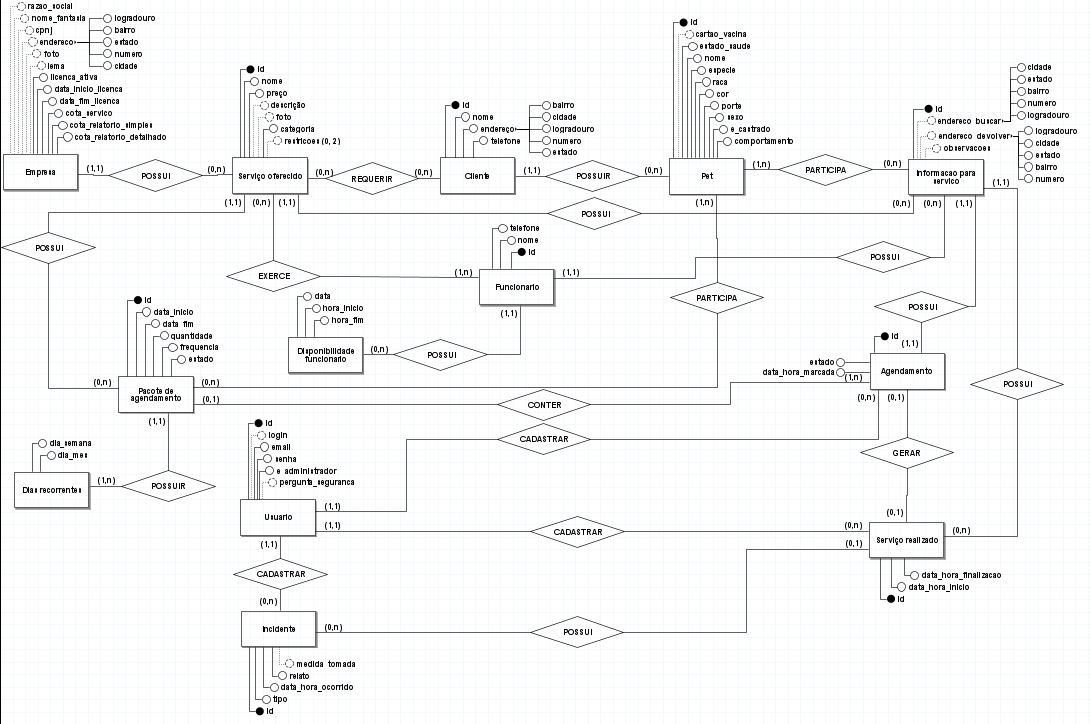 razao_social
nome_fantasia
cpnj
endereco
foto
lema
licenca_ativa
data_inicio_licenca
data_fim_licenca
cota_servico
cota_relatorio_simples
cota_relatorio_detalhado
logradouro
bairro
estado
numero
cidade
Empresa
(1,1)
POSSUI
(0,n)
id
nome
preço
descrição
foto
categoria
restricoes (0, 2)
Serviço oferecido
(0,n)
REQUERIR
(0,n)
id
nome
endereço
telefone
bairro
cidade
logradouro
numero
estado
Cliente
(1,1)
POSSUIR
(0,n)
id
cartao_vacina
estado_saude
nome
especie
raca
cor
porte
sexo
e_castrado
comportamento
Pet
(1,n)
PARTICIPA
(0,n)
id
endereco buscar
endereco devolver
observacoes
cidade
estado
bairro
numero
logradouro
logradouro
cidade
estado
bairro
numero
Informacao para
servico
(1,1)
(1,1)
(0,n)
(1,1)
(1,n)
(0,n)
(0,n)
(1,1)
POSSUI
POSSUI
telefone
nome
id
EXERCE
(1,n)
Funcionario
(1,1)
POSSUI
(1,1)
PARTICIPA
POSSUI
data
hora_inicio
hora_fim
Disponibilidade
funcionario
(0,n)
POSSUI
id
data_inicio
data_fim
quantidade
frequencia
estado
Pacote de
agendamento
(0,n)
(0,n)
(0,1)
(1,1)
CONTER
id
(1,1)
estado
data_hora_marcada
(1,n)
Agendamento
(0,n)
(0,1)
POSSUI
dia_semana
dia_mes
Dias recorrentes
(1,n)
POSSUIR
id
login
email
senha
e_administrador
pergunta_seguranca
Usuario
(1,1)
(1,1)
(1,1)
CADASTRAR
GERAR
CADASTRAR
(0,1)
(0,n)
(0,1)
Serviço realizado
(0,n)
data_hora_finalizacao
data_hora_inicio
id
CADASTRAR
(0,n)
Incidente
(0,n)
POSSUI
medida_tomada
relato
data_hora_ocorrido
tipo
id